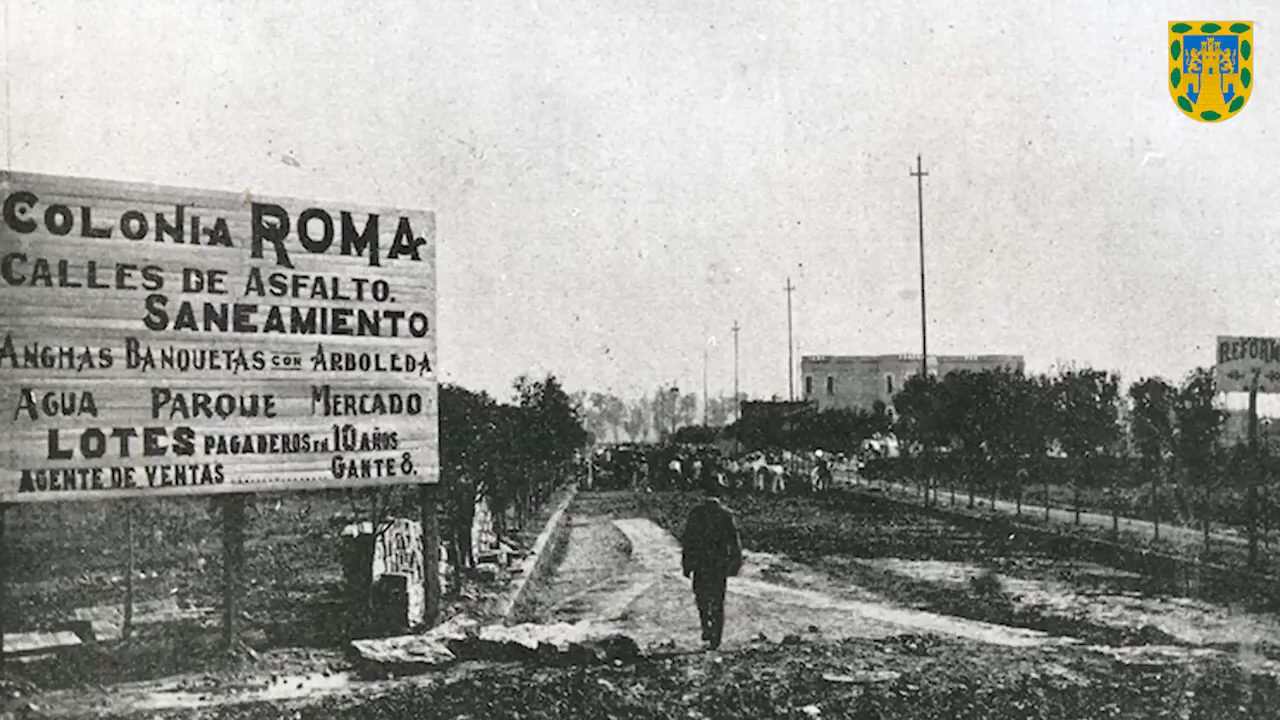 COLONIA ROMA
CALLES DE ASFALTO.
SANEAMIENTO
ANCHAS BANQUETAS CON ARBOLEDA
AGUA PARQUE MERCADO
LOTES PAGADEROS EN 10 AÑOS
AGENTE DE VENTAS ............ GANTE 8.
REFORM